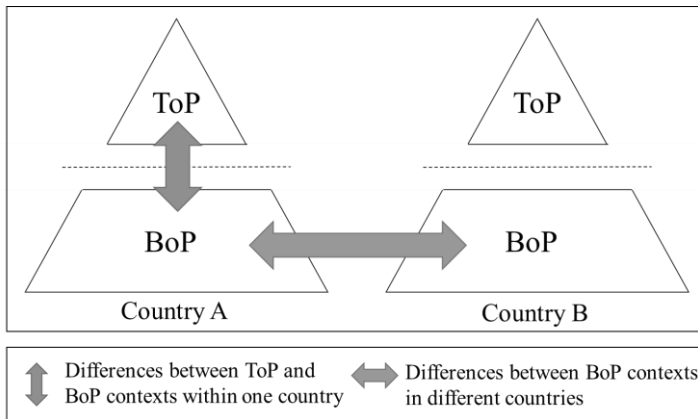 ToP
ToP
BoP
BoP
Country A
Country B
Differences between ToP and
BoP contexts within one country
Differences between BoP contexts
in different countries